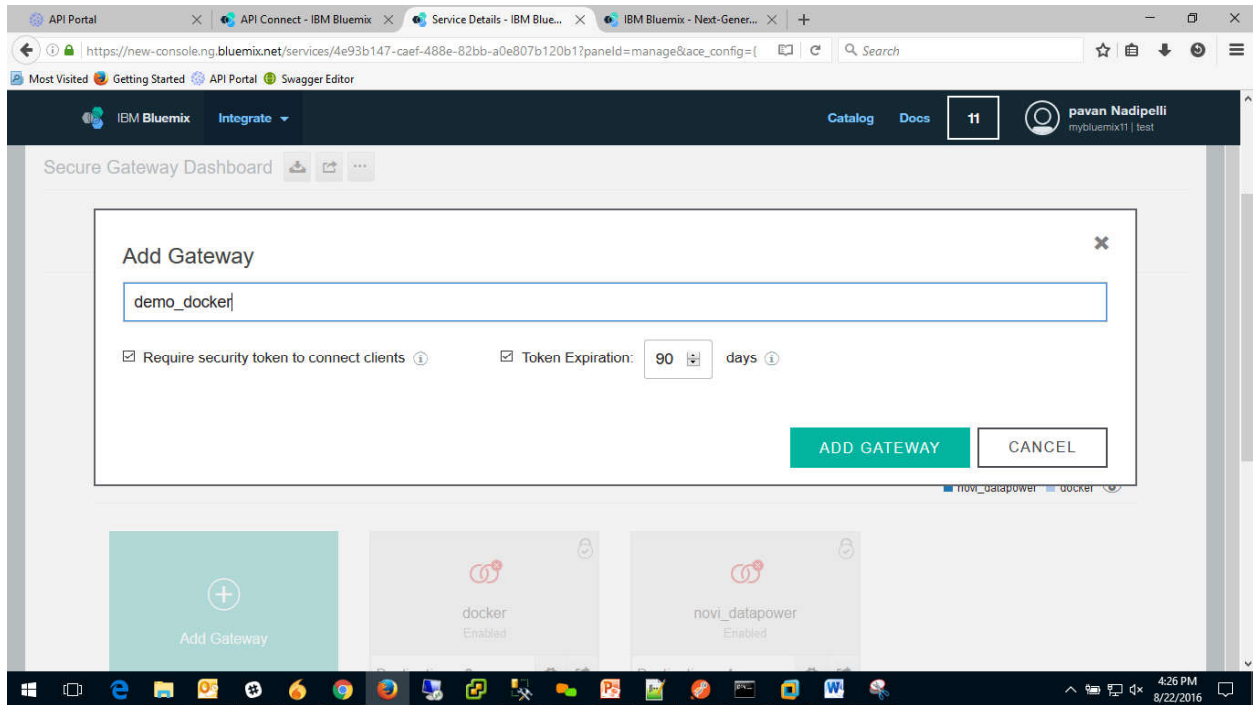 API Portal
API Connect - IBM Bluemix
Service Details - IBM Blue...
IBM Bluemix - Next-Gener...
https://new-console.ng.bluemix.net/services/4e93b147-caef-488e-82bb-a0e807b120b1?paneId=manage&ace_config={
Search
Most Visited Getting Started API Portal Swagger Editor
IBM Bluemix Integrate Catalog Docs 11 pavan Nadipelli
mybluemix11 | test
Secure Gateway Dashboard
Add Gateway
demo_docker
Require security token to connect clients Token Expiration: 90 days
ADD GATEWAY CANCEL
novi_datapower docker
docker novi_datapower
Enabled Enabled
Add Gateway
4:26 PM
8/22/2016